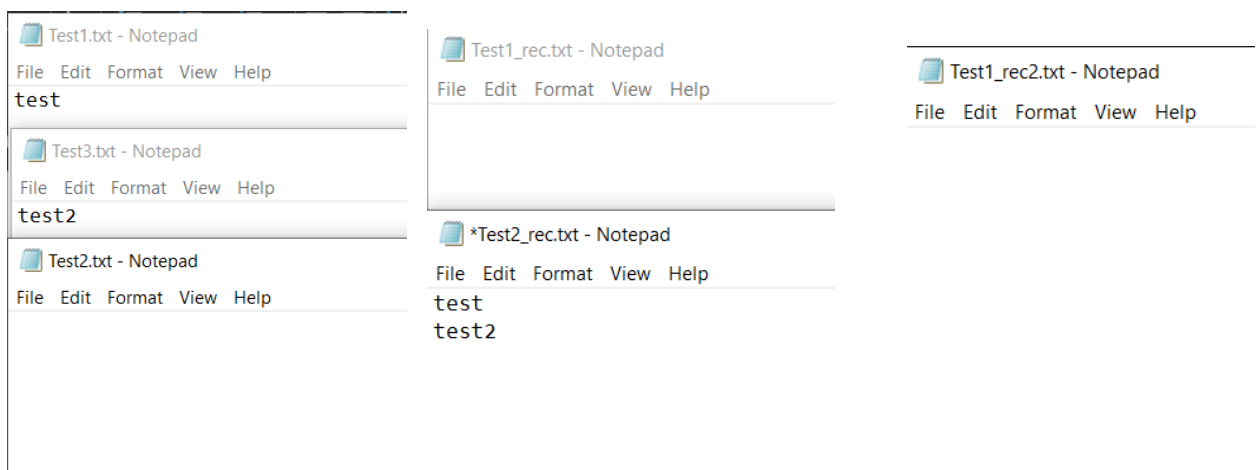 Test1.txt - Notepad
File Edit Format View Help
test
Test3.txt - Notepad
File Edit Format View Help
test2
Test2.txt - Notepad
File Edit Format View Help
Test1_rec.txt - Notepad
File Edit Format View Help
*Test2_rec.txt - Notepad
File Edit Format View Help
test
test2
Test1_rec2.txt - Notepad
File Edit Format View Help